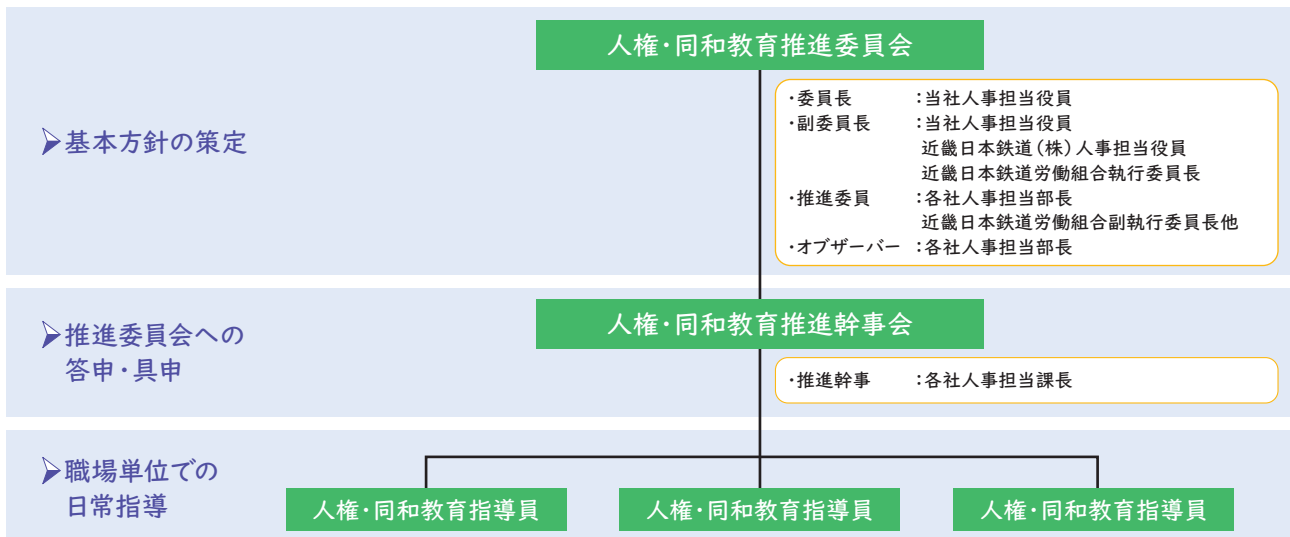 人権・同和教育推進委員会
➢基本方針の策定
・委員長　　　：当社人事担当役員
・副委員長　　：当社人事担当役員
近畿日本鉄道（株）人事担当役員
近畿日本鉄道労働組合執行委員長
・推進委員　　：各社人事担当部長
近畿日本鉄道労働組合副執行委員長他
・オブザーバー　：各社人事担当部長
➢推進委員会への
答申・具申
人権・同和教育推進幹事会
・推進幹事　　：各社人事担当課長
➢職場単位での
日常指導
人権・同和教育指導員
人権・同和教育指導員
人権・同和教育指導員